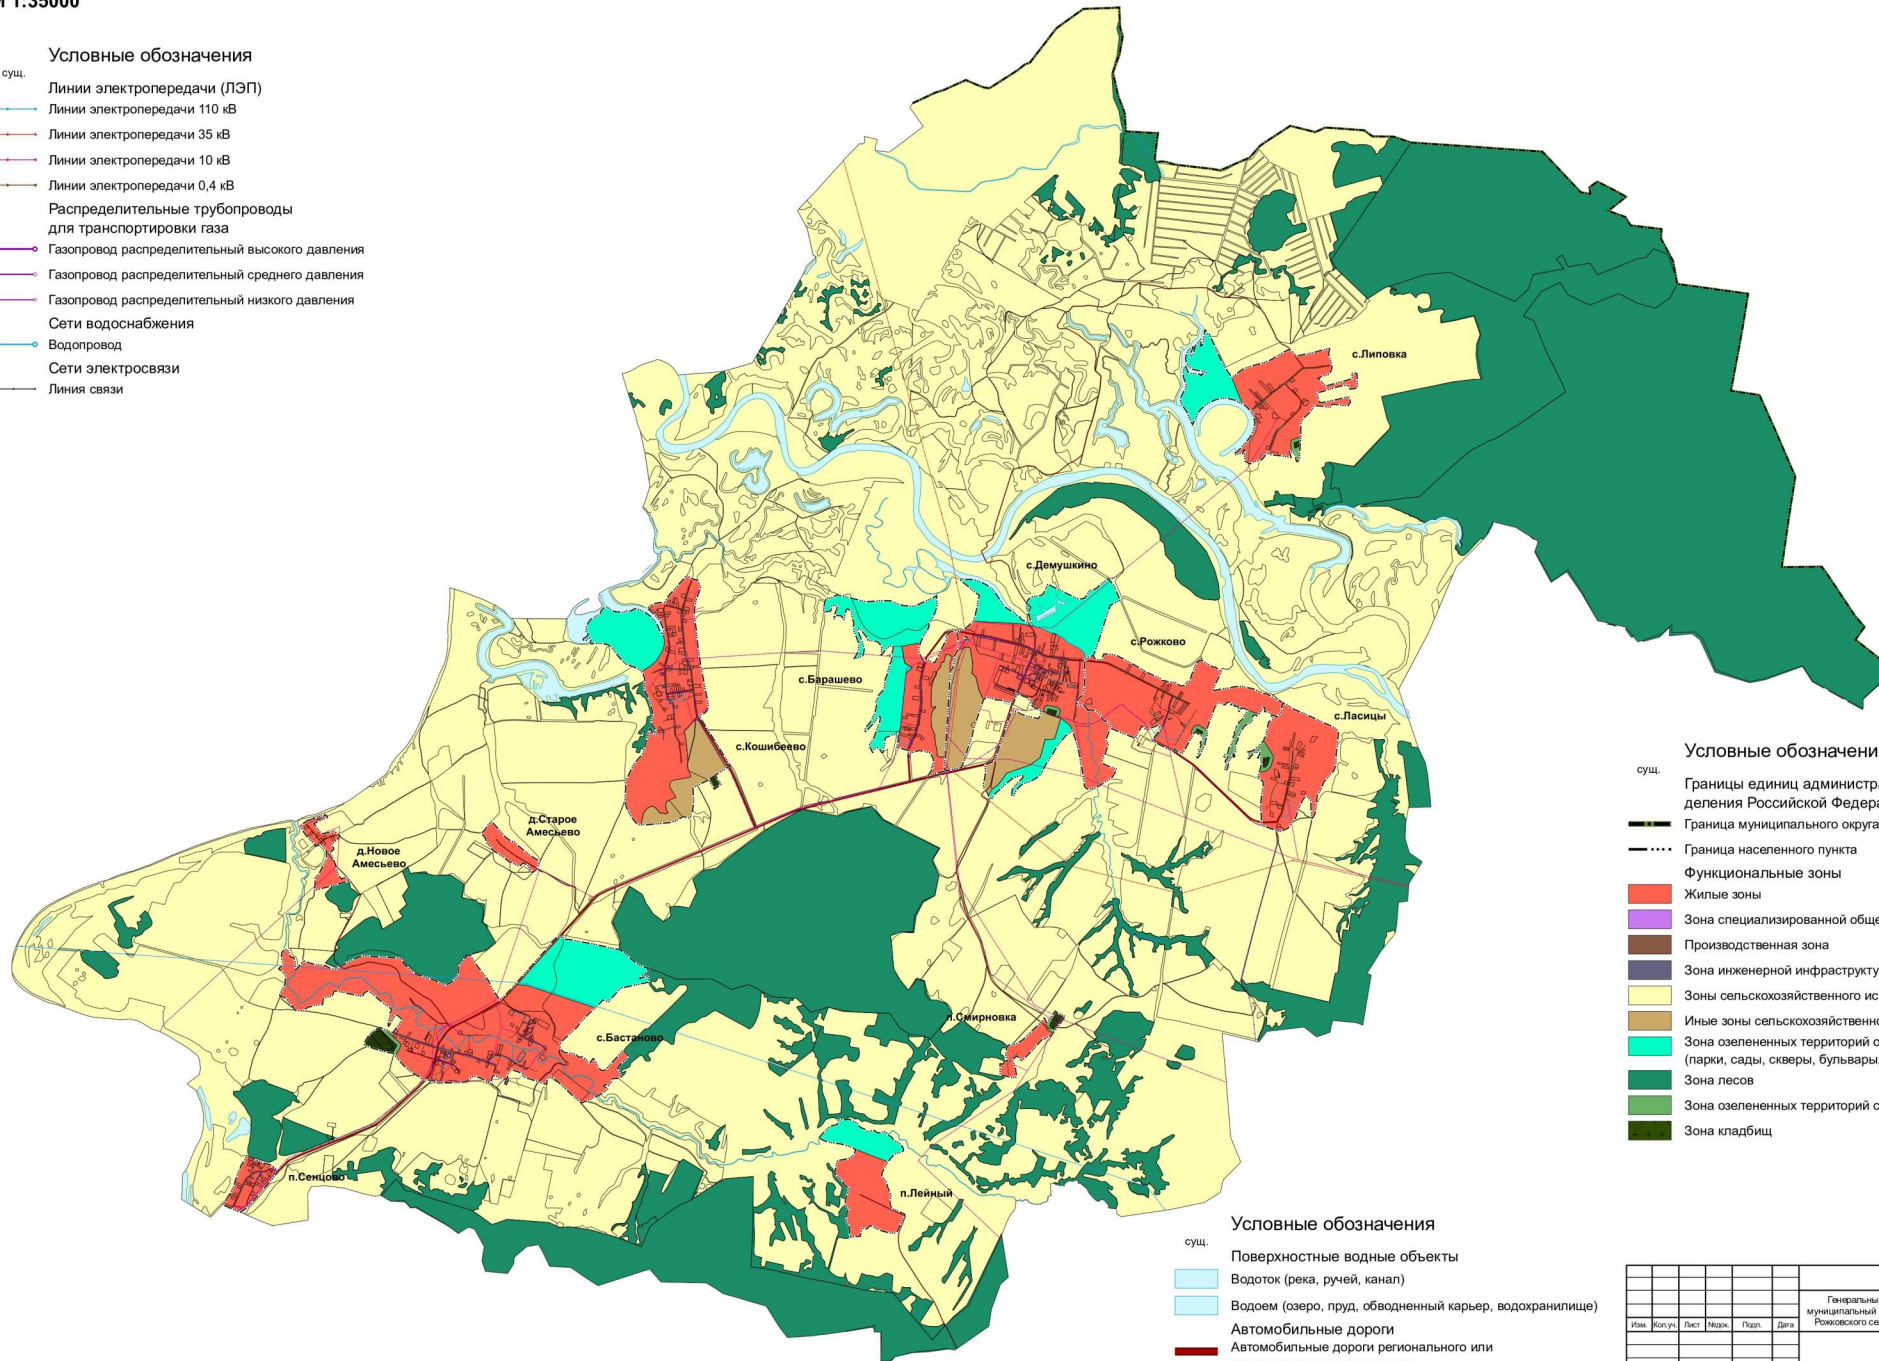 1:35000
Условные обозначения
сущ.
Линии электропередачи (ЛЭП)
Линии электропередачи 110 кВ
Линии электропередачи 35 кВ
Линии электропередачи 10 кВ
Линии электропередачи 0,4 кВ
Распределительные трубопроводы
для транспортировки газа
Газопровод распределительный высокого давления
Газопровод распределительный среднего давления
Газопровод распределительный низкого давления
Сети водоснабжения
Водопровод
Сети электросвязи
Линия связи
с.Липовка
с.Демушкино
с.Рожково
с.Барашево
с.Ласицы
с.Кошибеево
д.Старое
Амесьево
д.Новое
Амесьево
п.Смирновка
с.Бастаново
п.Сенцово
п.Лейный
Условные обозначени
сущ.
Границы единиц администра
деления Российской Федера
Граница муниципального округа
Граница населенного пункта
Функциональные зоны
Жилые зоны
Зона специализированной обще
Производственная зона
Зона инженерной инфраструкту
Зоны сельскохозяйственного ис
Иные зоны сельскохозяйственно
Зона озелененных территорий о
(парки, сады, скверы, бульвары
Зона лесов
Зона озелененных территорий с
Зона кладбищ
Условные обозначения
сущ.
Поверхностные водные объекты
Водоток (река, ручей, канал)
Водоем (озеро, пруд, обводненный карьер, водохранилище)
Автомобильные дороги
Автомобильные дороги регионального или
Генеральны
муниципальный
Рожковского се
Изм. Кол.уч. Лист №док. Подп. Дата